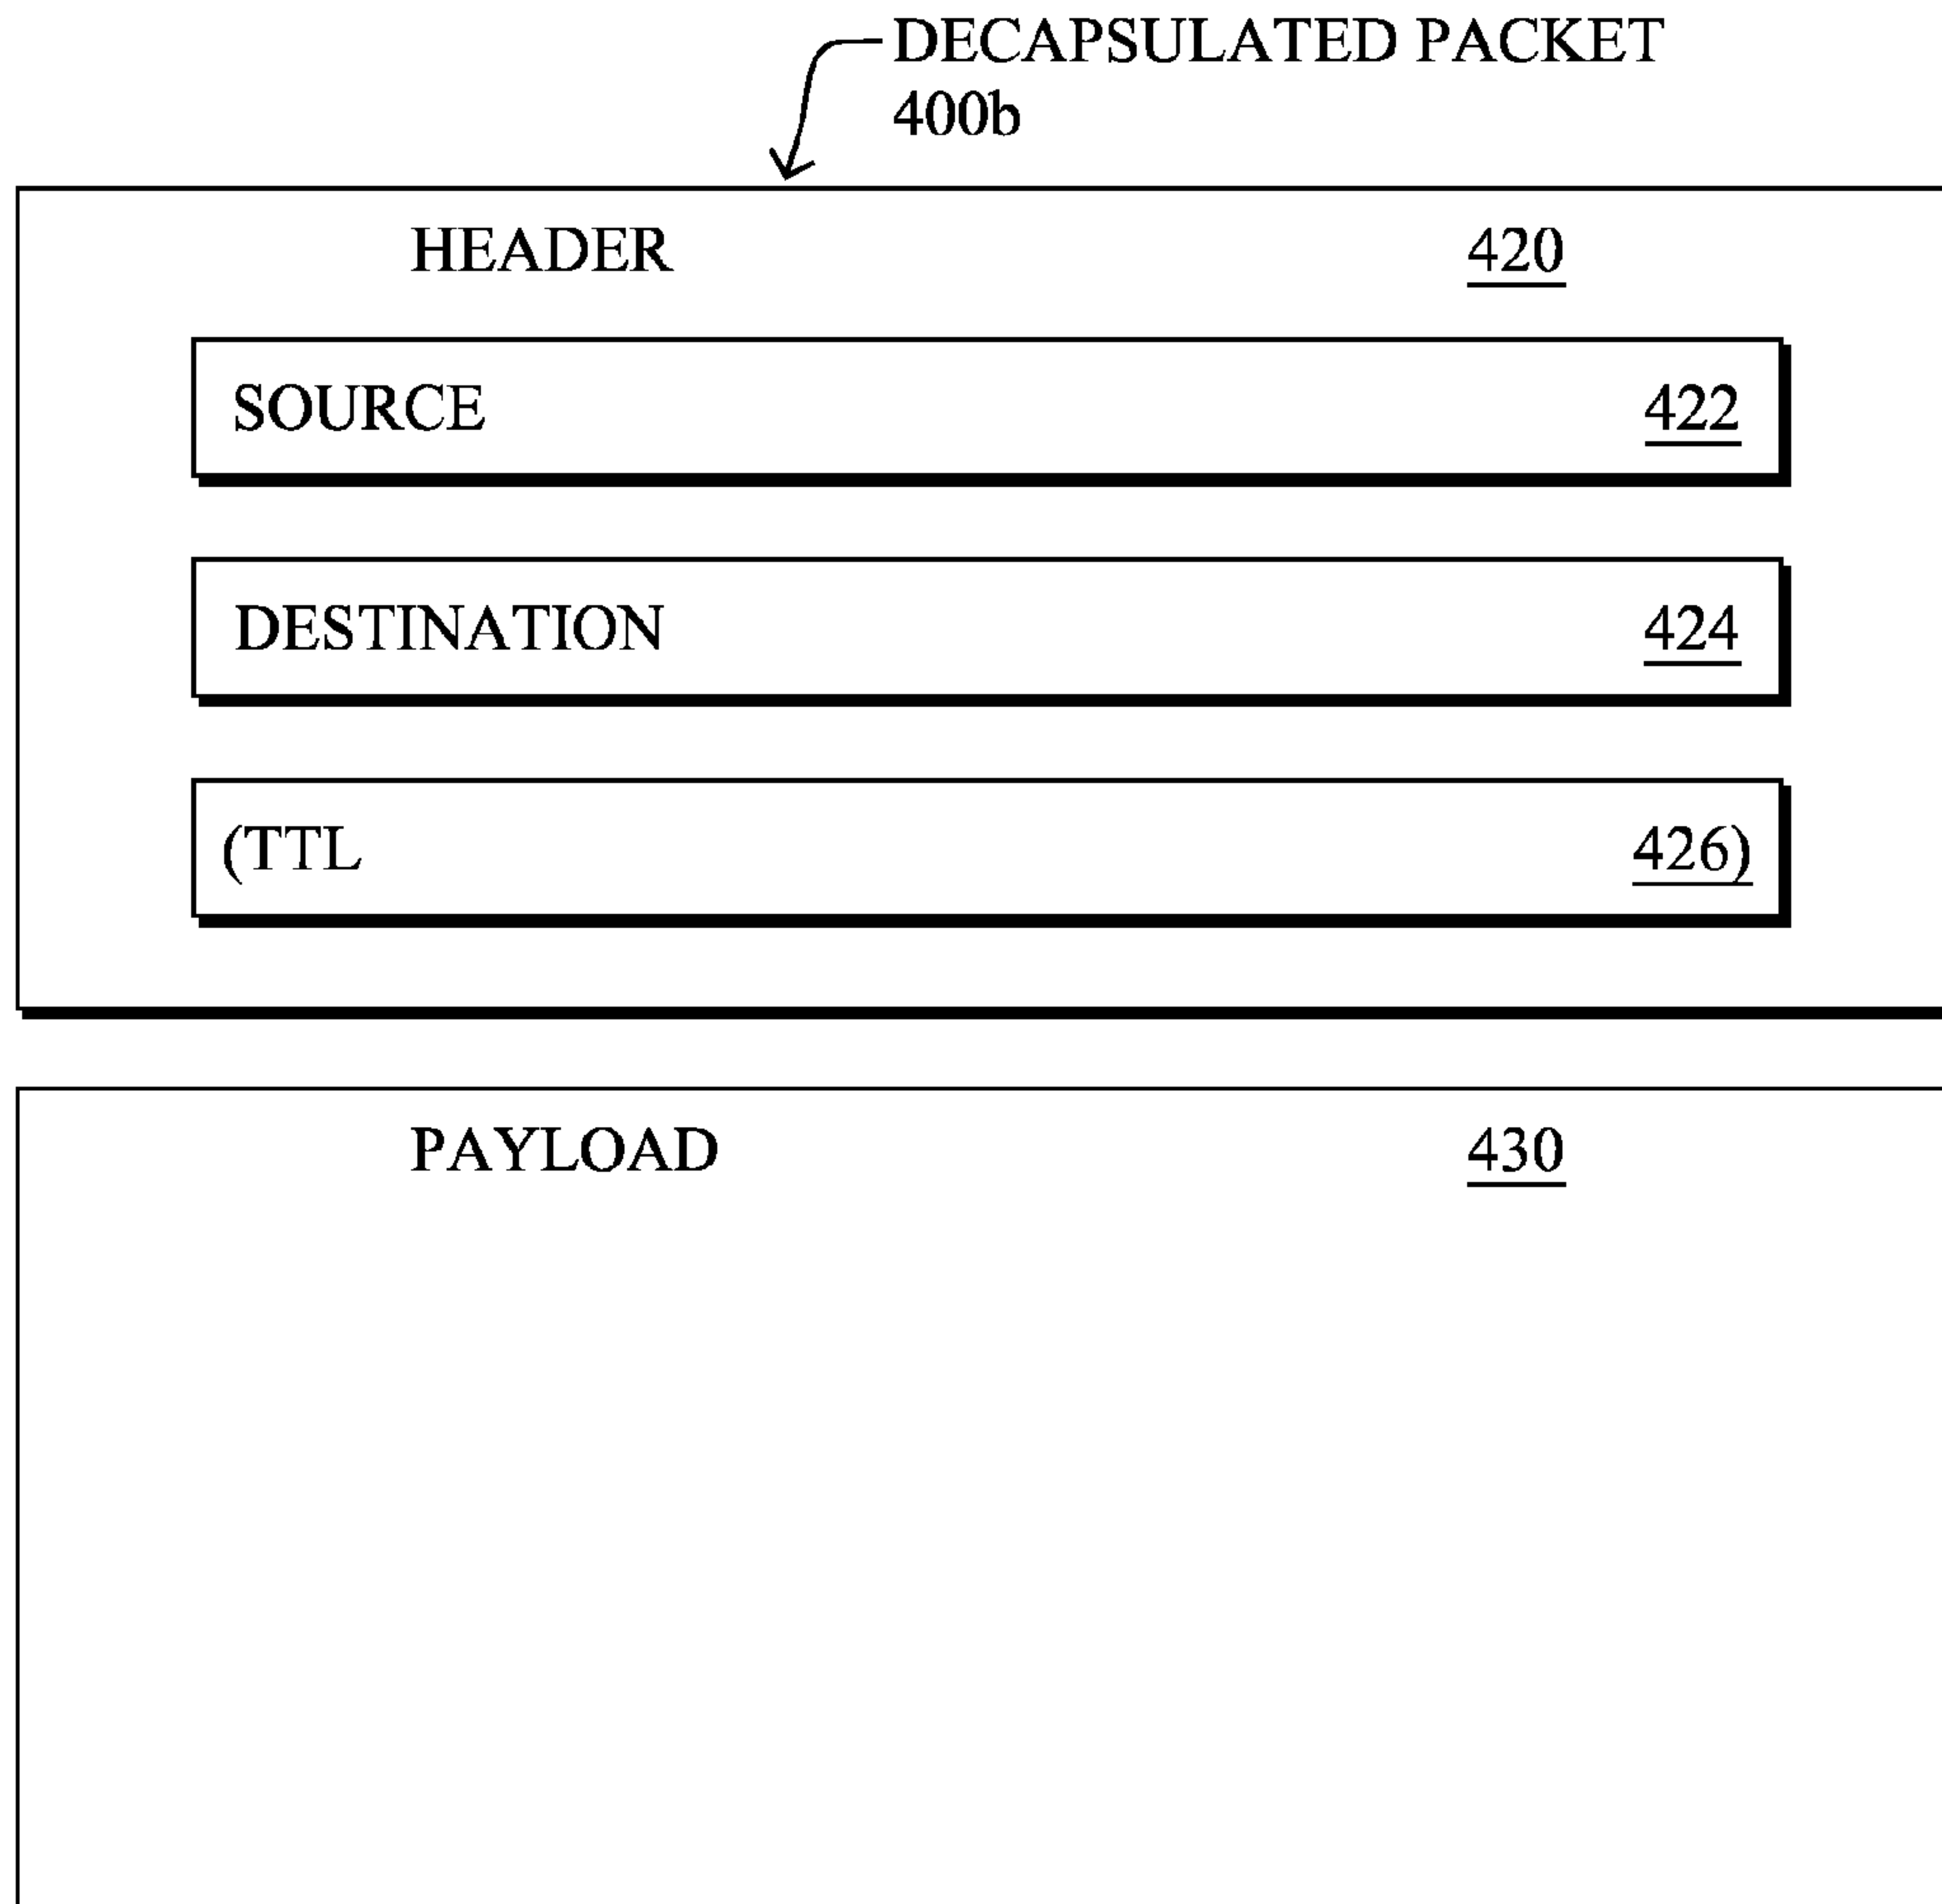 DECAPSULATED PACKET
400b
HEADER 420
SOURCE 422
DESTINATION 424
(TTL 426)
PAYLOAD 430